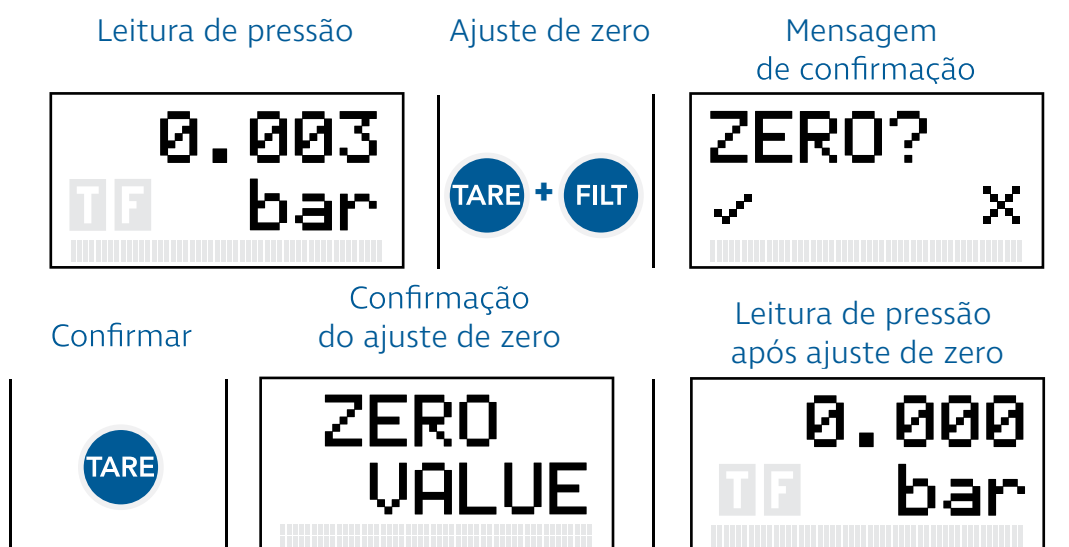 Leitura de pressão
Ajuste de zero
Mensagem
de confirmação
0.003
T F bar
TARE + FILT
ZERO?
✓ X
Confirmar
Confirmação
do ajuste de zero
Leitura de pressão
após ajuste de zero
TARE
ZERO
VALUE
0.000
T F bar